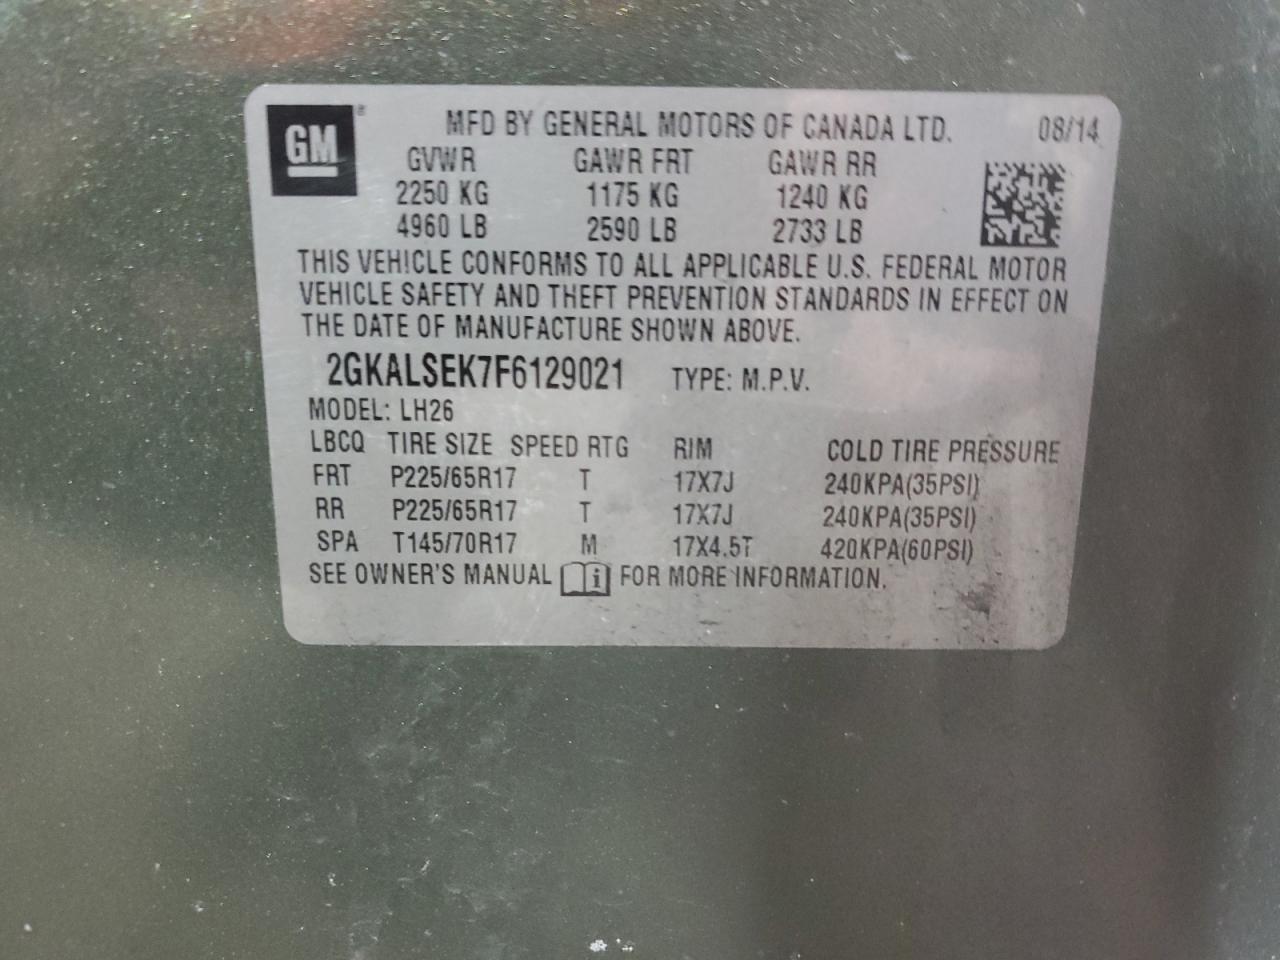 GM
MFD BY GENERAL MOTORS OF CANADA LTD. 08/14
GVWR GAWR FRT GAWR RR
2250 KG 1175 KG 1240 KG
4960 LB 2590 LB 2733 LB
THIS VEHICLE CONFORMS TO ALL APPLICABLE U.S. FEDERAL MOTOR
VEHICLE SAFETY AND THEFT PREVENTION STANDARDS IN EFFECT ON
THE DATE OF MANUFACTURE SHOWN ABOVE.
2GKALSEK7F6129021 TYPE: M.P.V.
MODEL: LH26
LBCQ TIRE SIZE SPEED RTG RIM COLD TIRE PRESSURE
FRT P225/65R17 T 17X7J 240KPA(35PSI)
RR P225/65R17 T 17X7J 240KPA(35PSI)
SPA T145/70R17 M 17X4.5T 420KPA(60PSI)
SEE OWNER'S MANUAL FOR MORE INFORMATION.